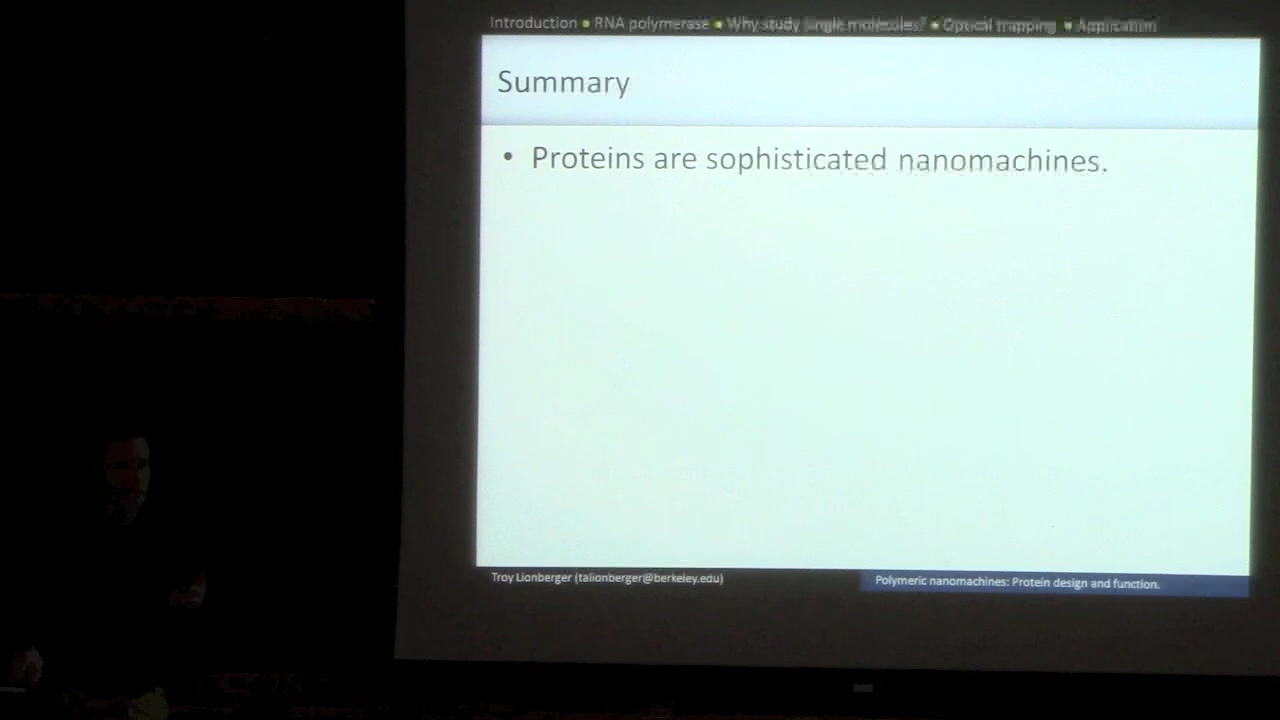 Introduction • RNA polymerase • Why study single molecules? • Optical trapping • Application
Summary
• Proteins are sophisticated nanomachines.
Troy Lionberger (talionberger@berkeley.edu)
Polymeric nanomachines: Protein design and function.